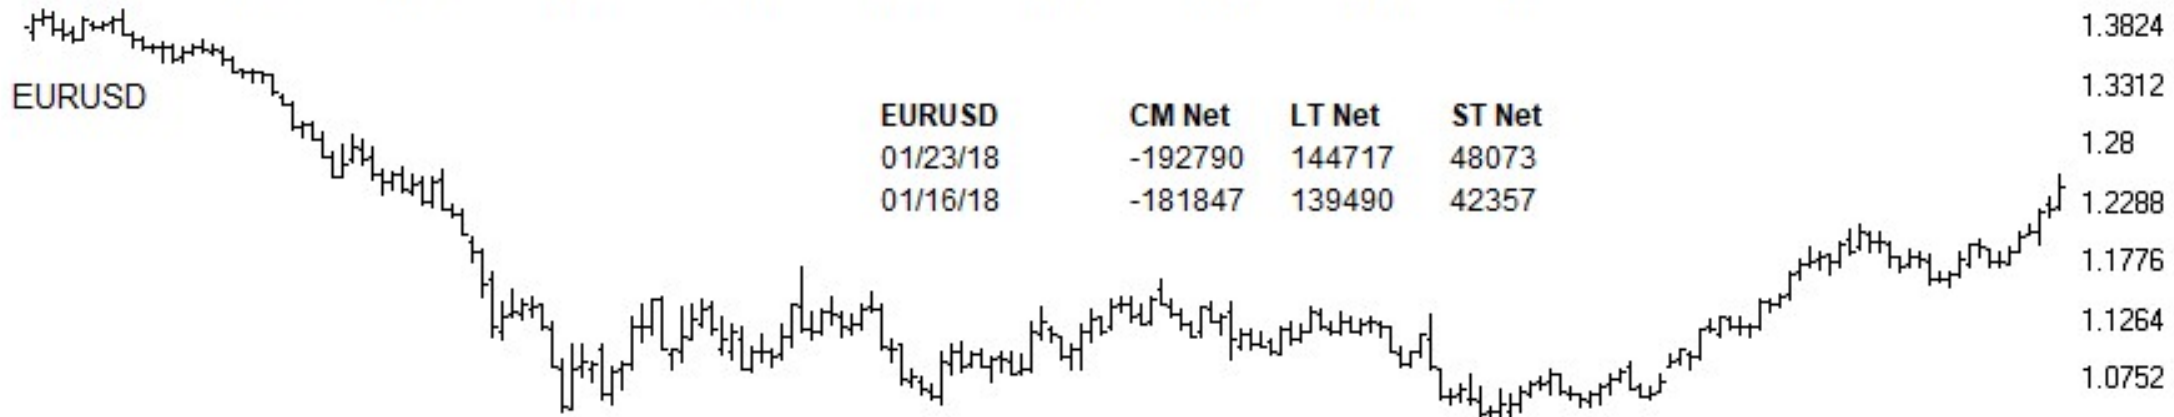 1.3824
EURUSD
1.3312
EURUSD CM Net LT Net ST Net
1.28
01/23/18 -192790 144717 48073
01/16/18 -181847 139490 42357
1.2288
1.1776
1.1264
1.0752